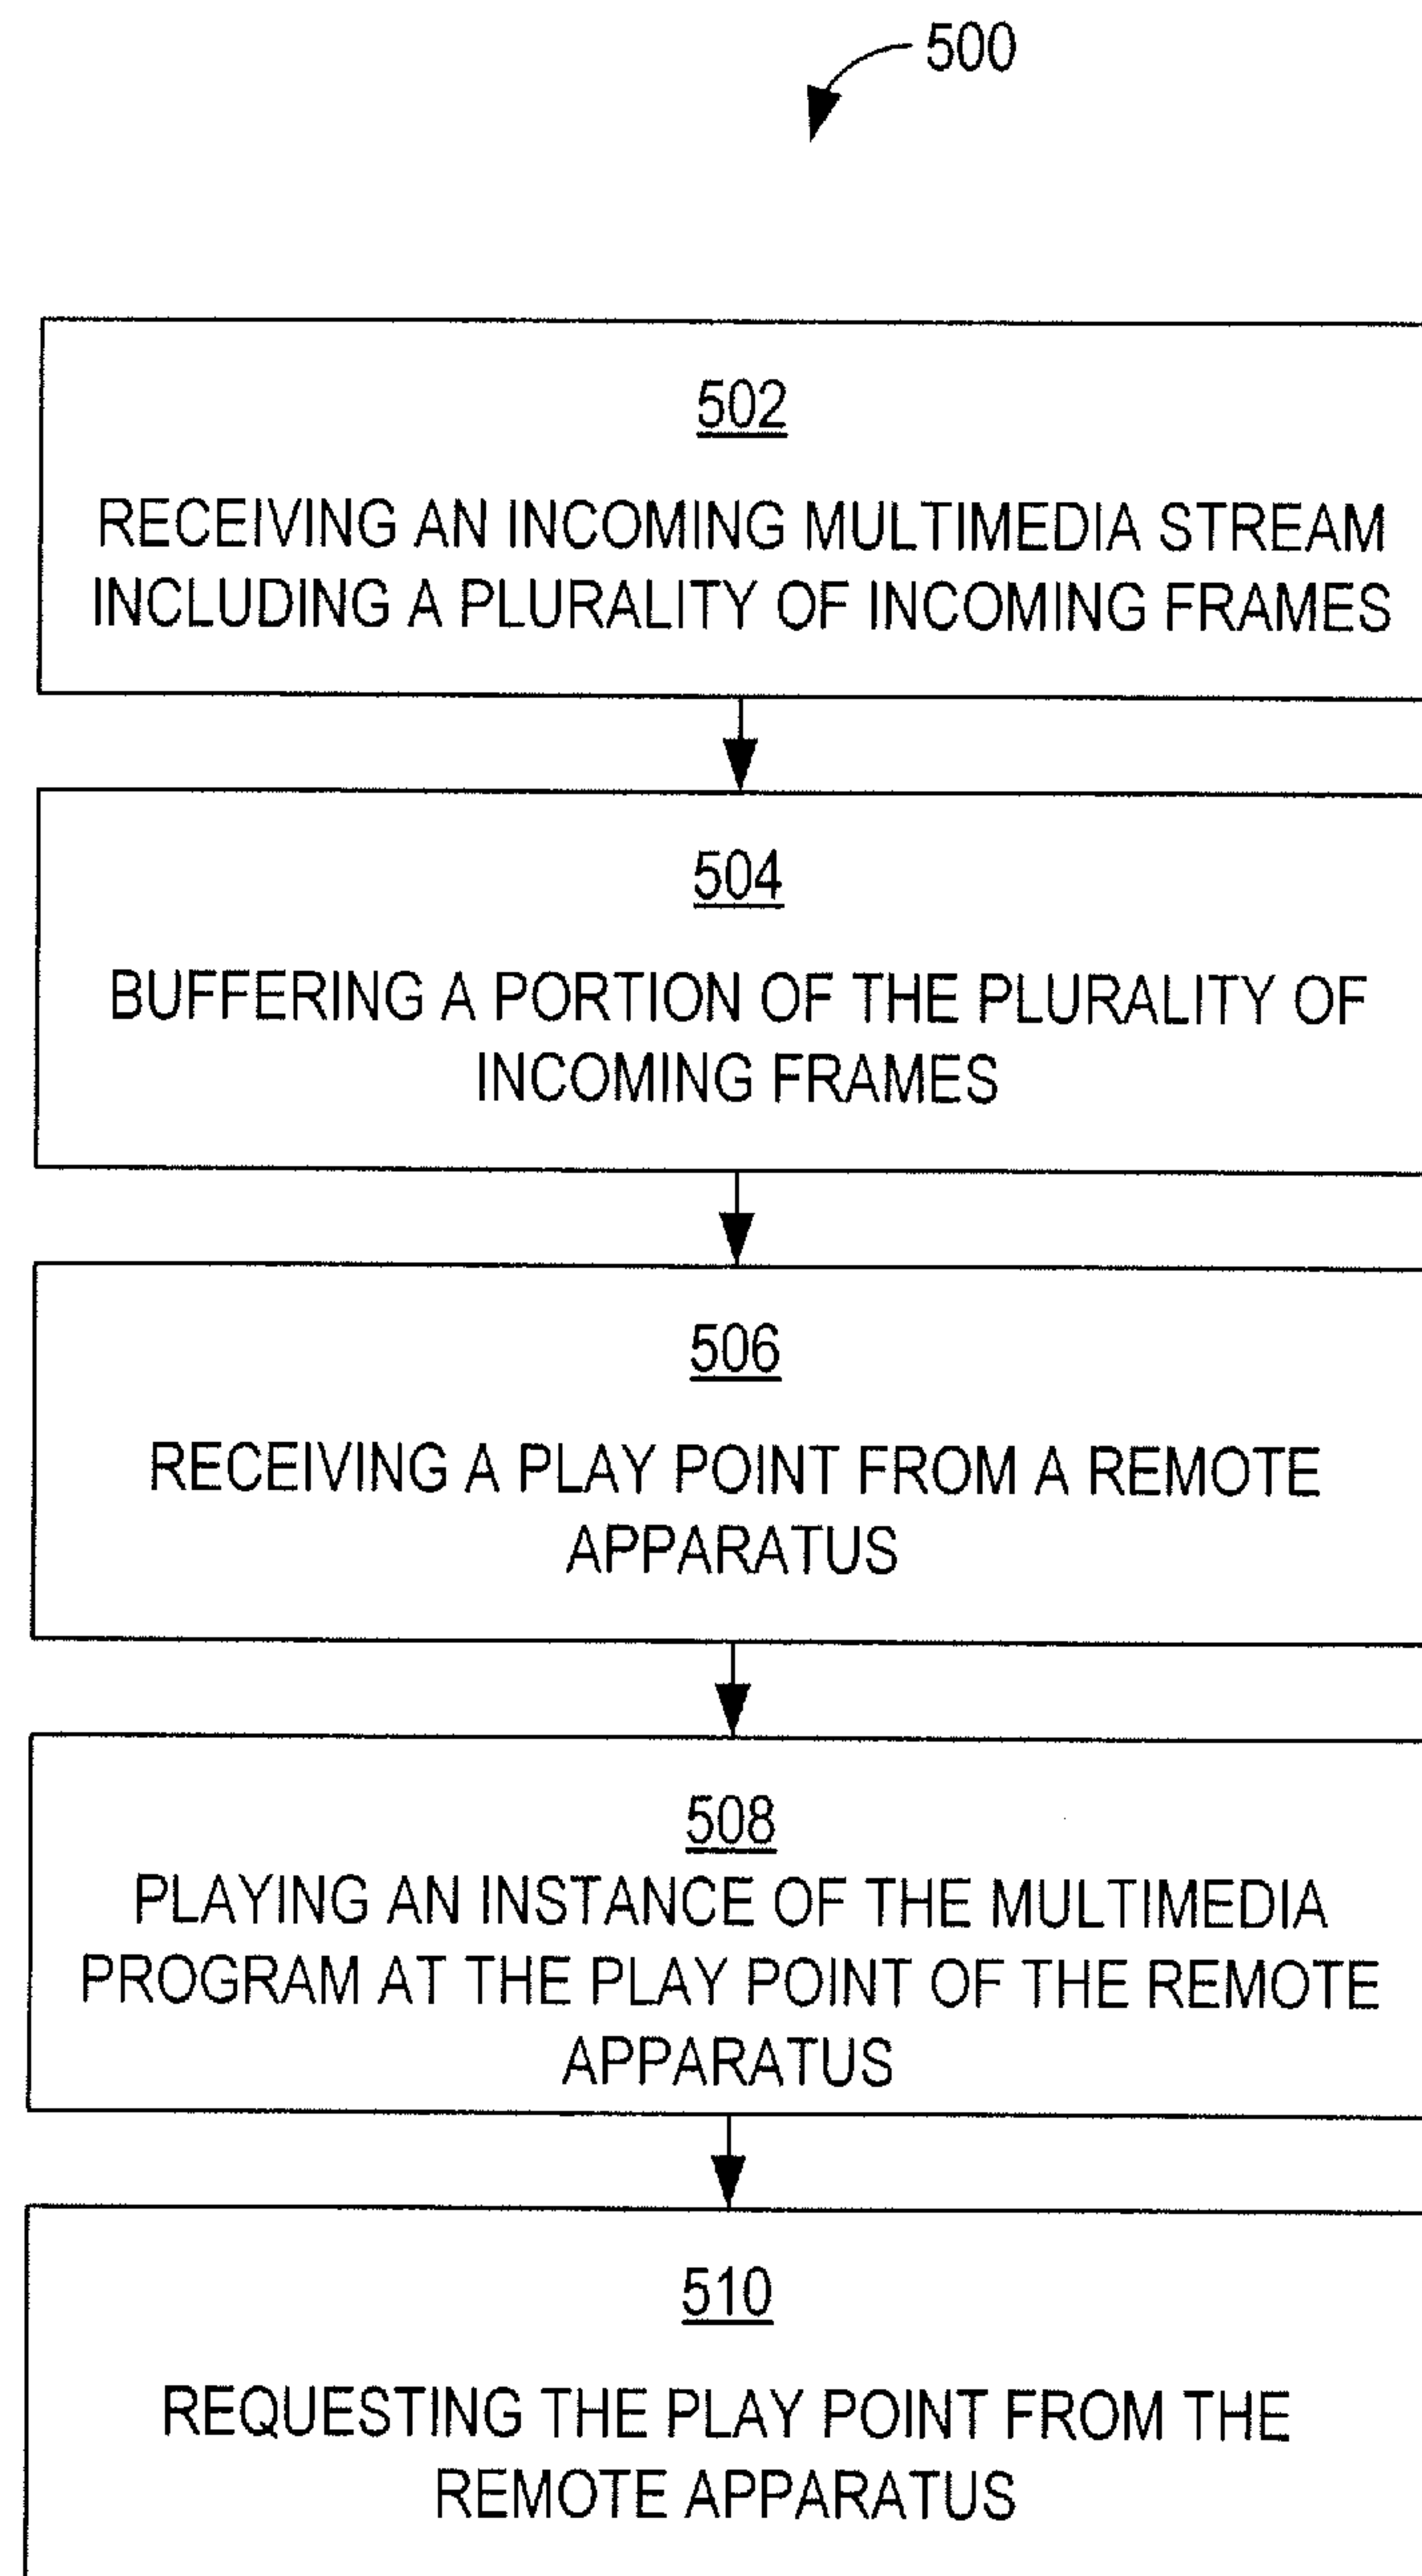 500
502
RECEIVING AN INCOMING MULTIMEDIA STREAM
INCLUDING A PLURALITY OF INCOMING FRAMES
504
BUFFERING A PORTION OF THE PLURALITY OF
INCOMING FRAMES
506
RECEIVING A PLAY POINT FROM A REMOTE
APPARATUS
508
PLAYING AN INSTANCE OF THE MULTIMEDIA
PROGRAM AT THE PLAY POINT OF THE REMOTE
APPARATUS
510
REQUESTING THE PLAY POINT FROM THE
REMOTE APPARATUS